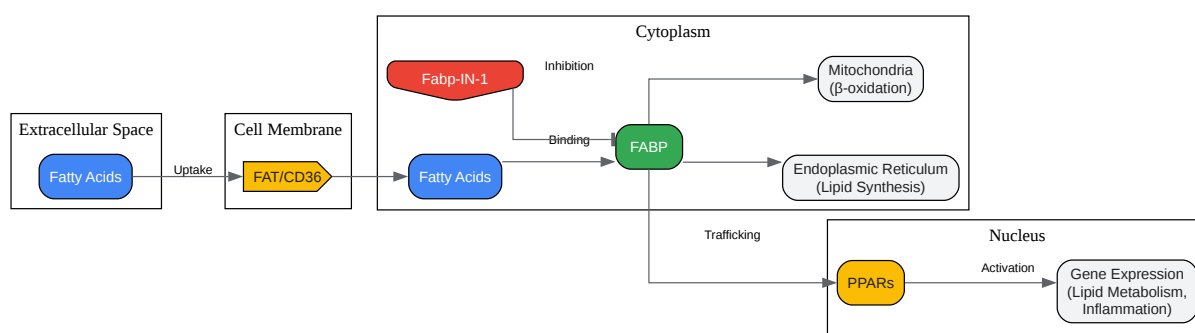 Cytoplasm
Inhibition
Fabp-IN-1
Mitochondria
(β-oxidation)
Extracellular Space
Cell Membrane
Binding
FABP
Fatty Acids
Uptake
FAT/CD36
Fatty Acids
Endoplasmic Reticulum
(Lipid Synthesis)
Trafficking
Nucleus
PPARs
Activation
Gene Expression
(Lipid Metabolism,
Inflammation)